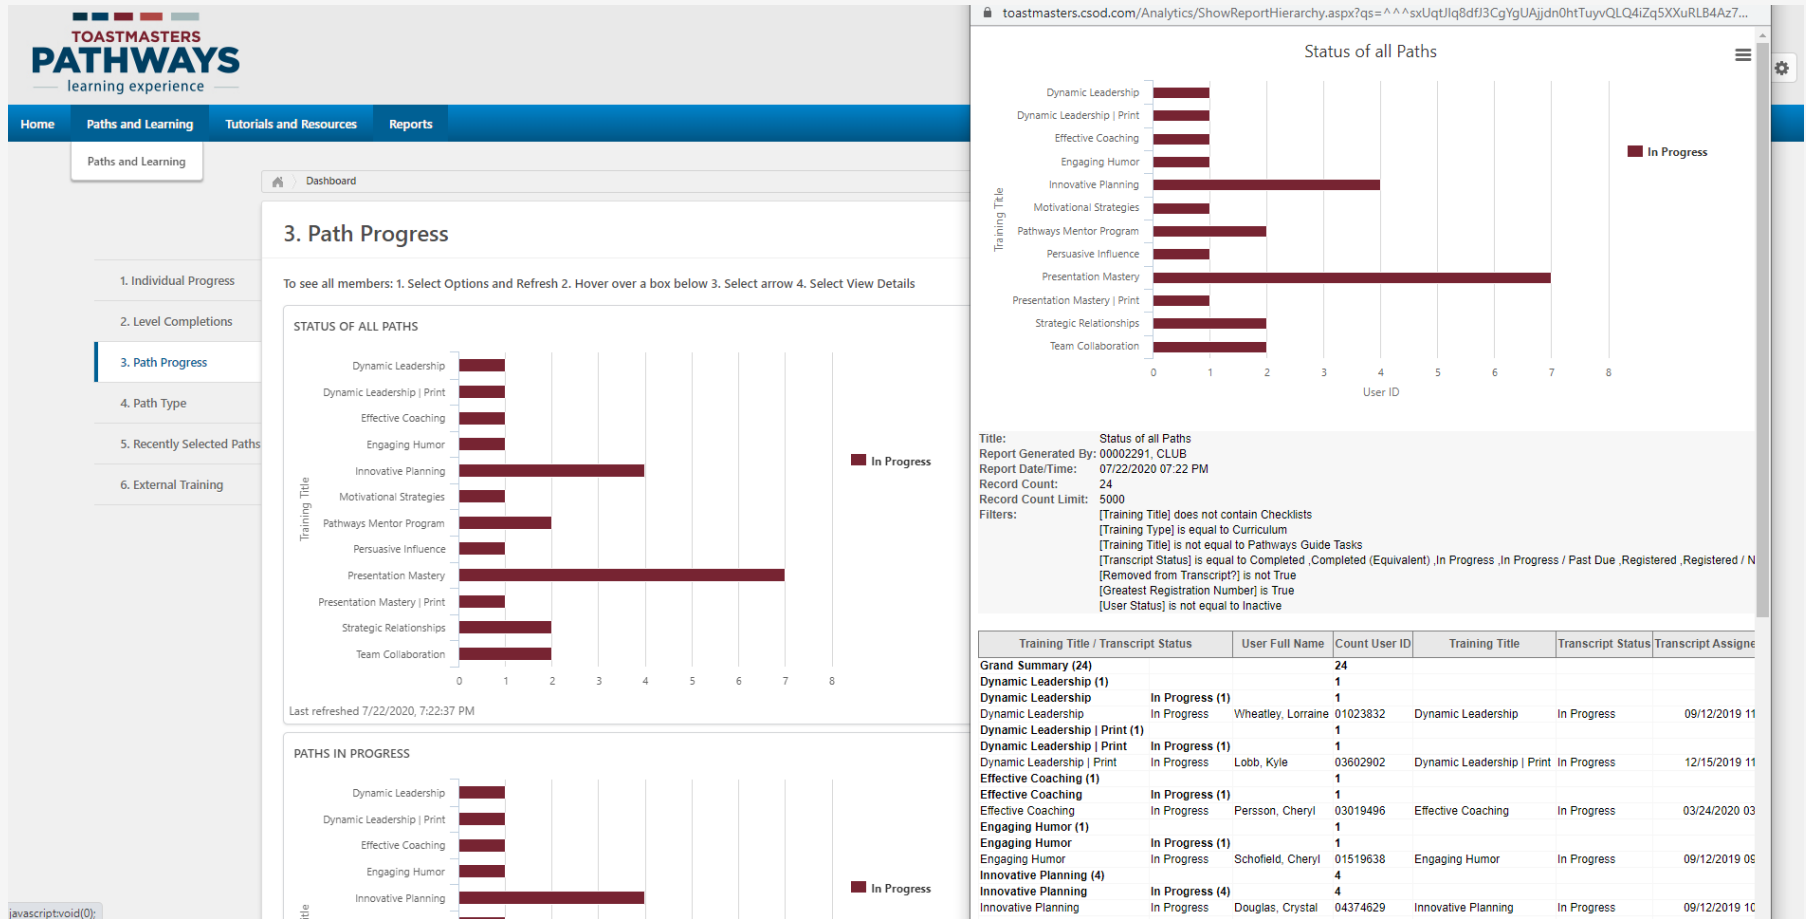 TOASTMASTERS
PATHWAYS
learning experience
Home
Paths and Learning
Tutorials and Resources
Reports
Paths and Learning
Dashboard
3. Path Progress
1. Individual Progress
2. Level Completions
3. Path Progress
4. Path Type
5. Recently Selected Paths
6. External Training
To see all members: 1. Select Options and Refresh 2. Hover over a box below 3. Select arrow 4. Select View Details
STATUS OF ALL PATHS
Training Title
Dynamic Leadership
Dynamic Leadership | Print
Effective Coaching
Engaging Humor
Innovative Planning
Motivational Strategies
Pathways Mentor Program
Persuasive Influence
Presentation Mastery
Presentation Mastery | Print
Strategic Relationships
Team Collaboration
0 1 2 3 4 5 6 7 8
In Progress
Last refreshed 7/22/2020, 7:22:37 PM
PATHS IN PROGRESS
Dynamic Leadership
Dynamic Leadership | Print
Effective Coaching
Engaging Humor
Innovative Planning
In Progress
javascript:void(0);
toastmasters.csod.com/Analytics/ShowReportHierarchy.aspx?qs=^^^sxUqtJlq8dfJ3CgYgUAjjdn0htTuyvQLQ4iZq5XXuRLB4Az7...
Status of all Paths
Training Title
Dynamic Leadership
Dynamic Leadership | Print
Effective Coaching
Engaging Humor
Innovative Planning
Motivational Strategies
Pathways Mentor Program
Persuasive Influence
Presentation Mastery
Presentation Mastery | Print
Strategic Relationships
Team Collaboration
0 1 2 3 4 5 6 7 8
User ID
In Progress
Title: Status of all Paths
Report Generated By: 00002291, CLUB
Report Date/Time: 07/22/2020 07:22 PM
Record Count: 24
Record Count Limit: 5000
Filters: [Training Title] does not contain Checklists
[Training Type] is equal to Curriculum
[Training Title] is not equal to Pathways Guide Tasks
[Transcript Status] is equal to Completed ,Completed (Equivalent) ,In Progress ,In Progress / Past Due ,Registered ,Registered / N
[Removed from Transcript?] is not True
[Greatest Registration Number] is True
[User Status] is not equal to Inactive
Training Title / Transcript Status User Full Name Count User ID Training Title Transcript Status Transcript Assigne
Grand Summary (24) 24
Dynamic Leadership (1) 1
Dynamic Leadership In Progress (1) 1
Dynamic Leadership In Progress Wheatley, Lorraine 01023832 Dynamic Leadership In Progress 09/12/2019 11
Dynamic Leadership | Print (1) 1
Dynamic Leadership | Print In Progress (1) 1
Dynamic Leadership | Print In Progress Lobb, Kyle 03602902 Dynamic Leadership | Print In Progress 12/15/2019 11
Effective Coaching (1) 1
Effective Coaching In Progress (1) 1
Effective Coaching In Progress Persson, Cheryl 03019496 Effective Coaching In Progress 03/24/2020 03
Engaging Humor (1) 1
Engaging Humor In Progress (1) 1
Engaging Humor In Progress Schofield, Cheryl 01519638 Engaging Humor In Progress 09/12/2019 09
Innovative Planning (4) 4
Innovative Planning In Progress (4) 4
Innovative Planning In Progress Douglas, Crystal 04374629 Innovative Planning In Progress 09/12/2019 10